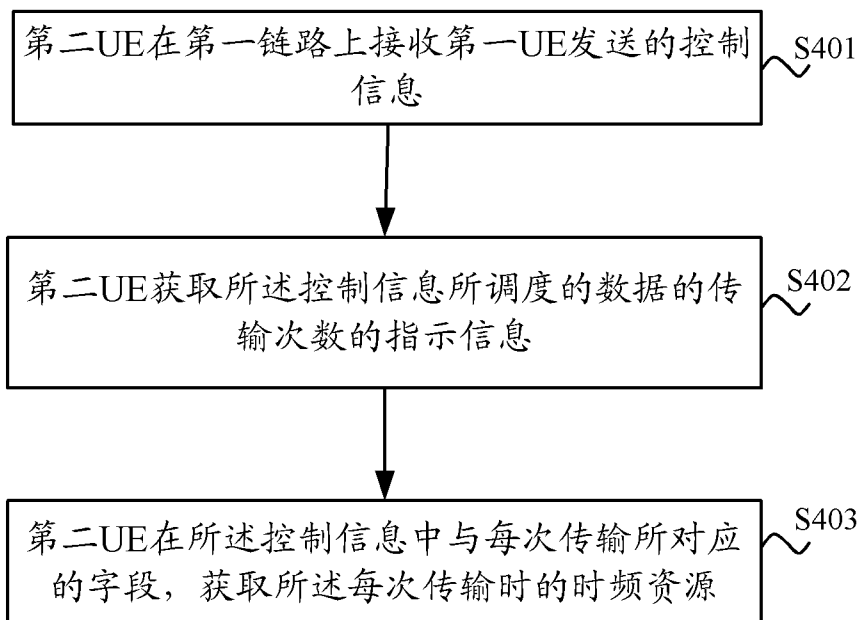 第二UE在第一链路上接收第一UE发送的控制
信息
S401
第二UE获取所述控制信息所调度的数据的传
输次数的指示信息
S402
第二UE在所述控制信息中与每次传输所对应
的字段，获取所述每次传输时的时频资源
S403